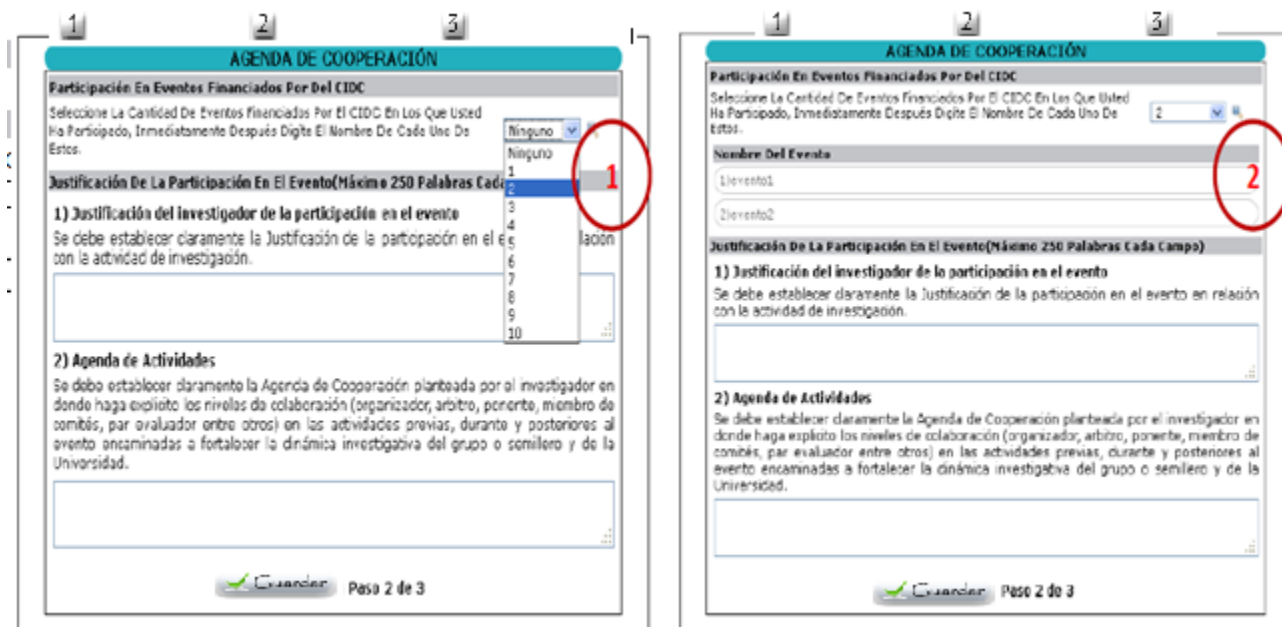 1 2 3
AGENDA DE COOPERACIÓN
Participación En Eventos Financiados Por Del CIDC
Seleccione La Cantidad De Eventos Financiados Por El CIDC En Los Que Usted
Ha Participado, Inmediatamente Después Digite El Nombre De Cada Uno De
Estos.
Ninguno
Ninguno
1
2
3
4
5
6
7
8
9
10
1
Justificación De La Participación En El Evento(Máximo 250 Palabras Cada
1) Justificación del investigador de la participación en el evento
Se debe establecer claramente la Justificación de la participación en el e lación
con la actividad de investigación.
2) Agenda de Actividades
Se debe establecer claramente la Agenda de Cooperación planteada por el investigador en
donde haga explicito los niveles de colaboración (organizador, arbitro, ponente, miembro de
comités, par evaluador entre otros) en las actividades previas, durante y posteriores al
evento encaminadas a fortalecer la dinámica investigativa del grupo o semillero y de la
Universidad.
Guardar Paso 2 de 3
1 2 3
AGENDA DE COOPERACIÓN
Participación En Eventos Financiados Por Del CIDC
Seleccione La Cantidad De Eventos Financiados Por El CIDC En Los Que Usted
Ha Participado, Inmediatamente Después Digite El Nombre De Cada Uno De
Estos.
2
Nombre Del Evento
1)evento1
2)evento2
2
Justificación De La Participación En El Evento(Máximo 250 Palabras Cada Campo)
1) Justificación del investigador de la participación en el evento
Se debe establecer claramente la Justificación de la participación en el evento en relación
con la actividad de investigación.
2) Agenda de Actividades
Se debe establecer claramente la Agenda de Cooperación planteada por el investigador en
donde haga explicito los niveles de colaboración (organizador, arbitro, ponente, miembro de
comités, par evaluador entre otros) en las actividades previas, durante y posteriores al
evento encaminadas a fortalecer la dinámica investigativa del grupo o semillero y de la
Universidad.
Guardar Paso 2 de 3